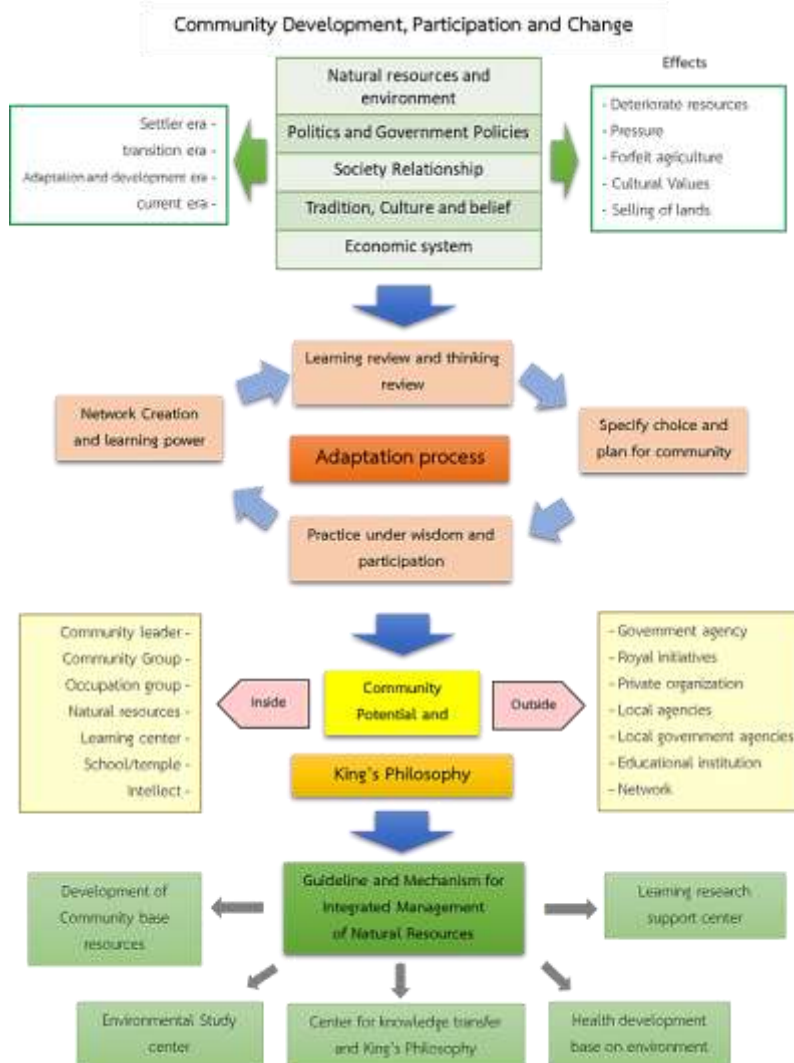 Community Development, Participation and Change
Effects
Natural resources and
environment
Politics and Government Policies
Society Relationship
Tradition, Culture and belief
Economic system
Settler era -
transition era -
Adaptation and development era -
current era -
- Deteriorate resources
- Pressure
- Forfeit agiculture
- Cultural Values
- Selling of lands
Learning review and thinking
review
Network Creation
and learning power
Specify choice and
plan for community
Adaptation process
Practice under wisdom and
participation
Community leader -
Community Group -
Occupation group -
Natural resources -
Learning center -
School/temple -
Intellect -
Inside
Community
Potential and
Outside
- Government agency
- Royal initiatives
- Private organization
- Local agencies
- Local government agencies
- Educational institution
- Network
King's Philosophy
Guideline and Mechanism for
Integrated Management
of Natural Resources
Development of
Community base
resources
Learning research
support center
Environmental Study
center
Center for knowledge transfer
and King's Philosophy
Health development
base on environment